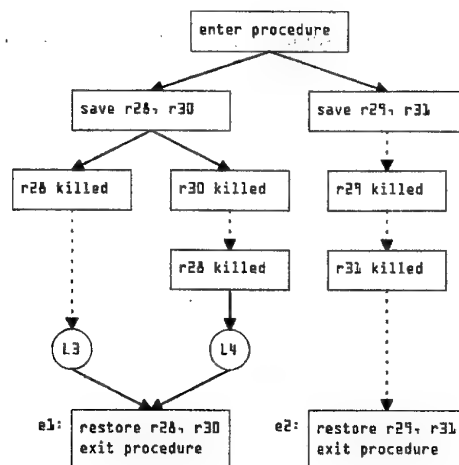 enter procedure
save r28, r30
save r29, r31
r28 killed
r30 killed
r29 killed
r28 killed
r31 killed
L3
L4
e1: restore r28, r30
exit procedure
e2: restore r29, r31
exit procedure